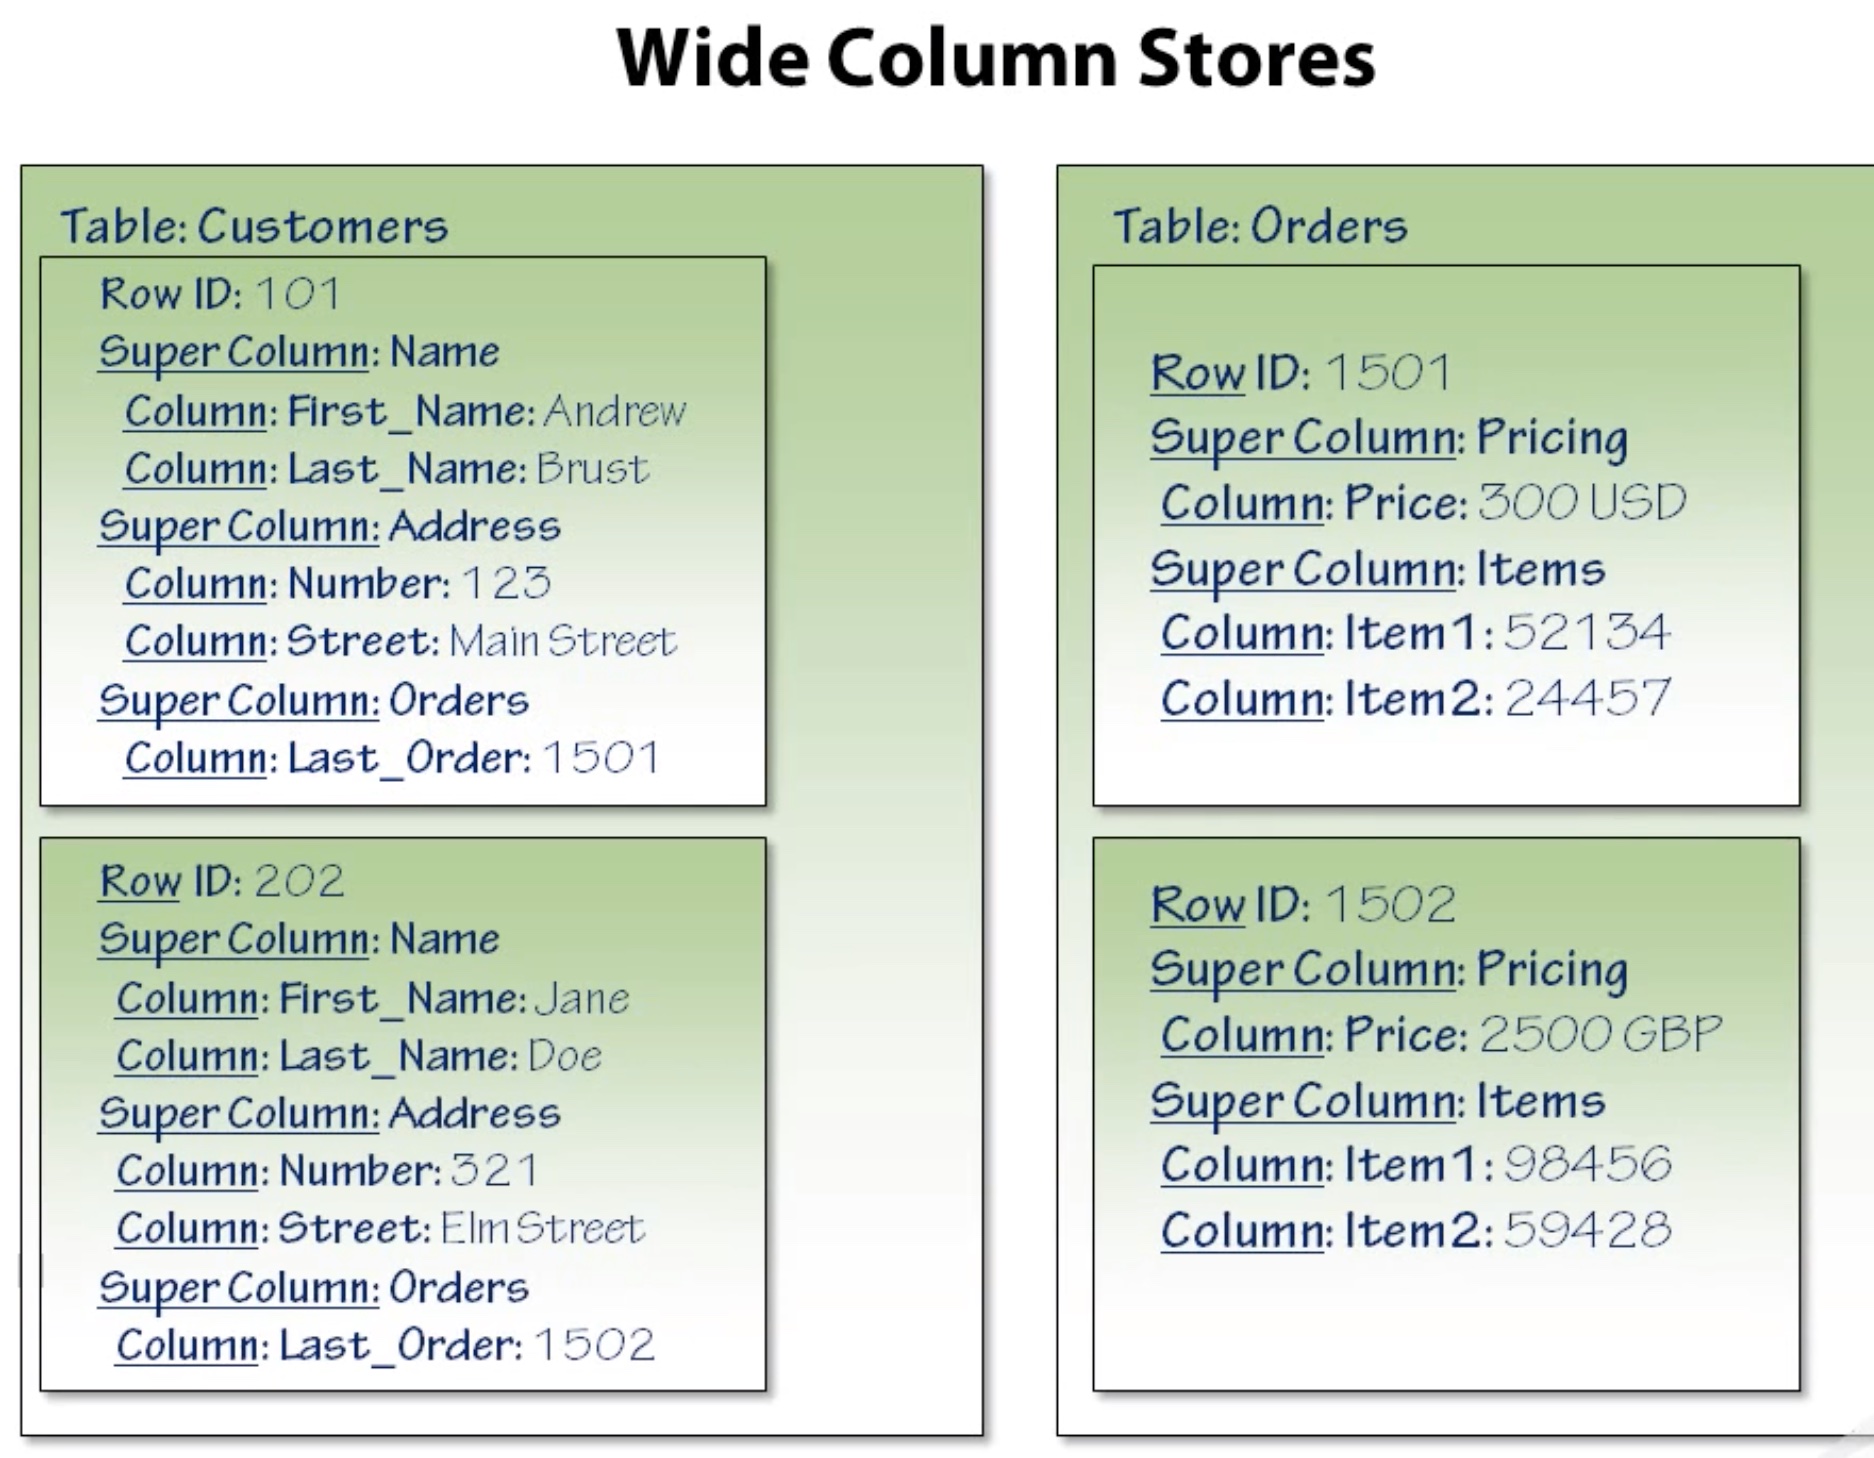 Wide Column Stores
Table: Customers
Row ID: 101
Super Column: Name
Column: First_Name: Andrew
Column: Last_Name: Brust
Super Column: Address
Column: Number: 123
Column: Street: Main Street
Super Column: Orders
Column: Last_Order: 1501
Row ID: 202
Super Column: Name
Column: First_Name: Jane
Column: Last_Name: Doe
Super Column: Address
Column: Number: 321
Column: Street: Elm Street
Super Column: Orders
Column: Last_Order: 1502
Table: Orders
Row ID: 1501
Super Column: Pricing
Column: Price: 300 USD
Super Column: Items
Column: Item1: 52134
Column: Item2: 24457
Row ID: 1502
Super Column: Pricing
Column: Price: 2500 GBP
Super Column: Items
Column: Item1: 98456
Column: Item2: 59428